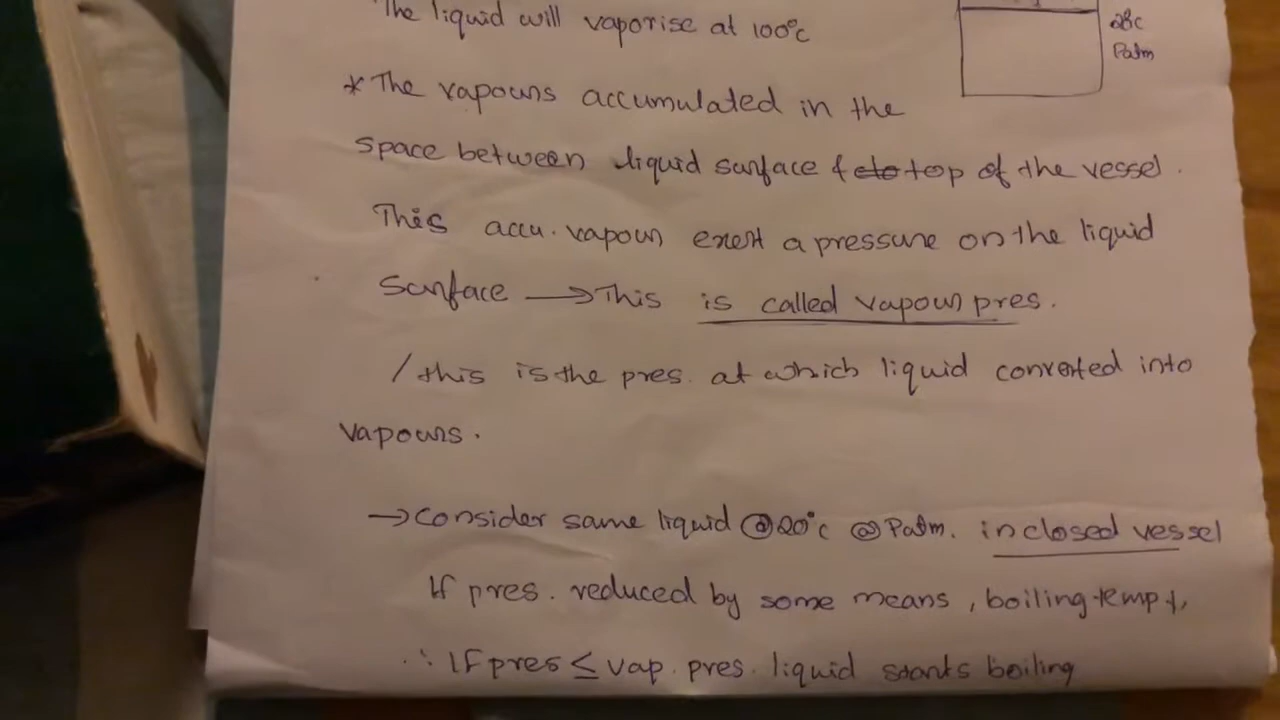 The liquid will vaporise at 100°C
20°C
Patm
* The vapours accumulated in the
space between liquid surface & eto top of the vessel.
This accu. vapour exert a pressure on the liquid
Surface → This is called vapour pres.
/ this is the pres. at which liquid converted into
vapours.
→ Consider same liquid @20°C @Patm. in closed vessel
If pres. reduced by some means, boiling temp ↓,
∴ IF pres ≤ vap. pres. liquid starts boiling